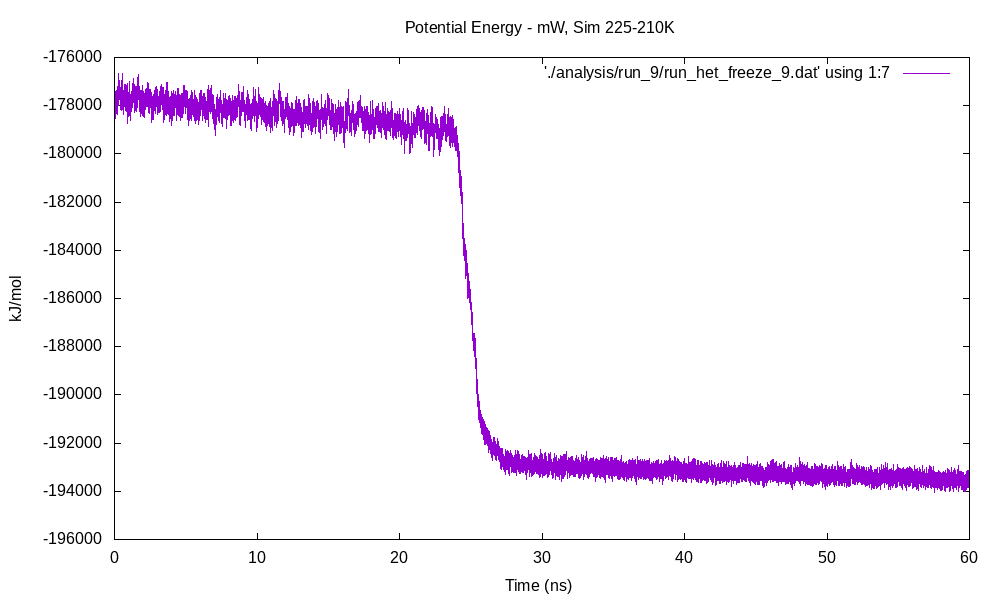 Potential Energy - mW, Sim 225-210K
'./analysis/run_9/run_het_freeze_9.dat' using 1:7
kJ/mol
-176000
-178000
-180000
-182000
-184000
-186000
-188000
-190000
-192000
-194000
-196000
0 10 20 30 40 50 60
Time (ns)